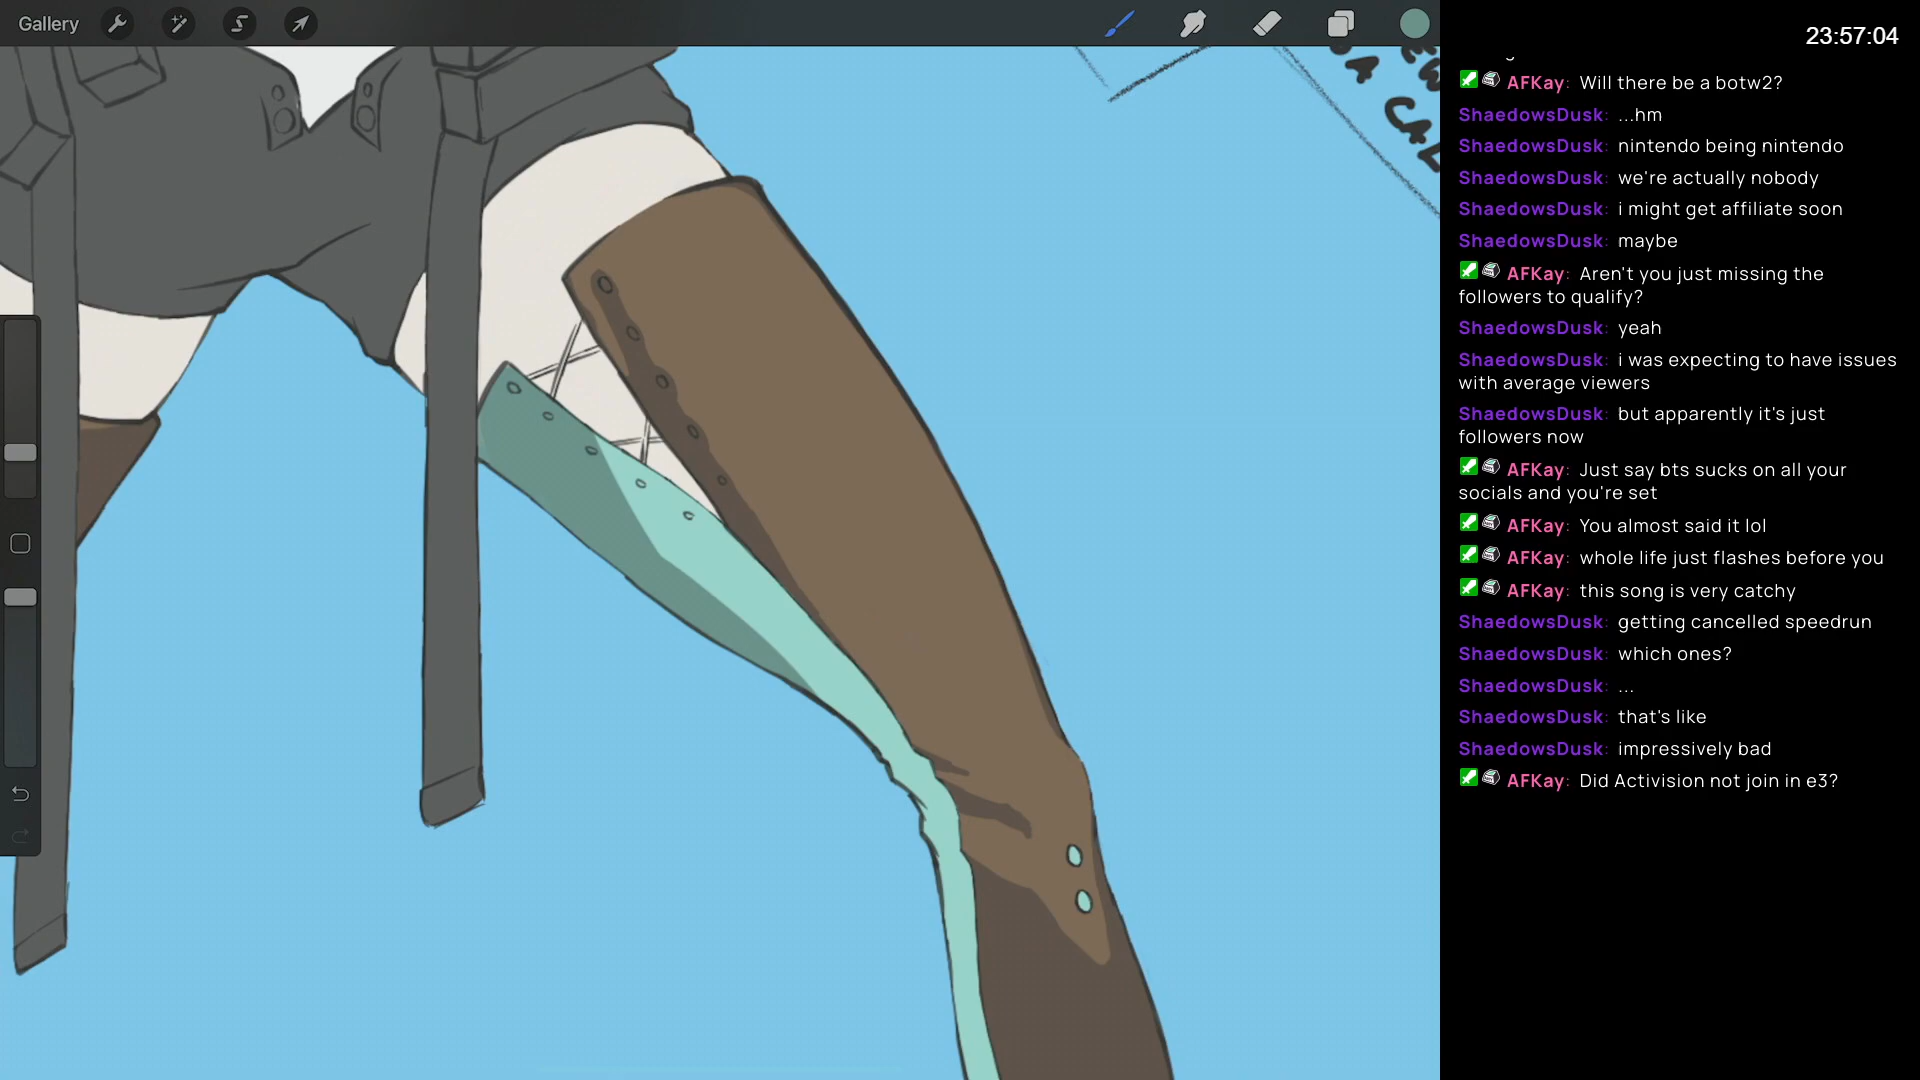 Gallery
23:57:04
AFKay: Will there be a botw2?
ShaedowsDusk: ...hm
ShaedowsDusk: nintendo being nintendo
ShaedowsDusk: we're actually nobody
ShaedowsDusk: i might get affiliate soon
ShaedowsDusk: maybe
AFKay: Aren't you just missing the
followers to qualify?
ShaedowsDusk: yeah
ShaedowsDusk: i was expecting to have issues
with average viewers
ShaedowsDusk: but apparently it's just
followers now
AFKay: Just say bts sucks on all your
socials and you're set
AFKay: You almost said it lol
AFKay: whole life just flashes before you
AFKay: this song is very catchy
ShaedowsDusk: getting cancelled speedrun
ShaedowsDusk: which ones?
ShaedowsDusk: ...
ShaedowsDusk: that's like
ShaedowsDusk: impressively bad
AFKay: Did Activision not join in e3?